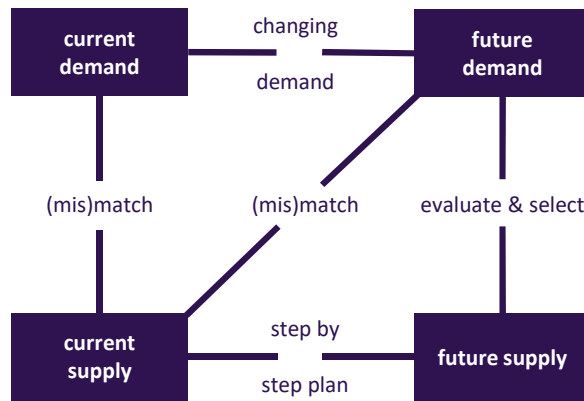 current
demand
changing
demand
future
demand
(mis)match
(mis)match
evaluate & select
current
supply
step by
step plan
future supply